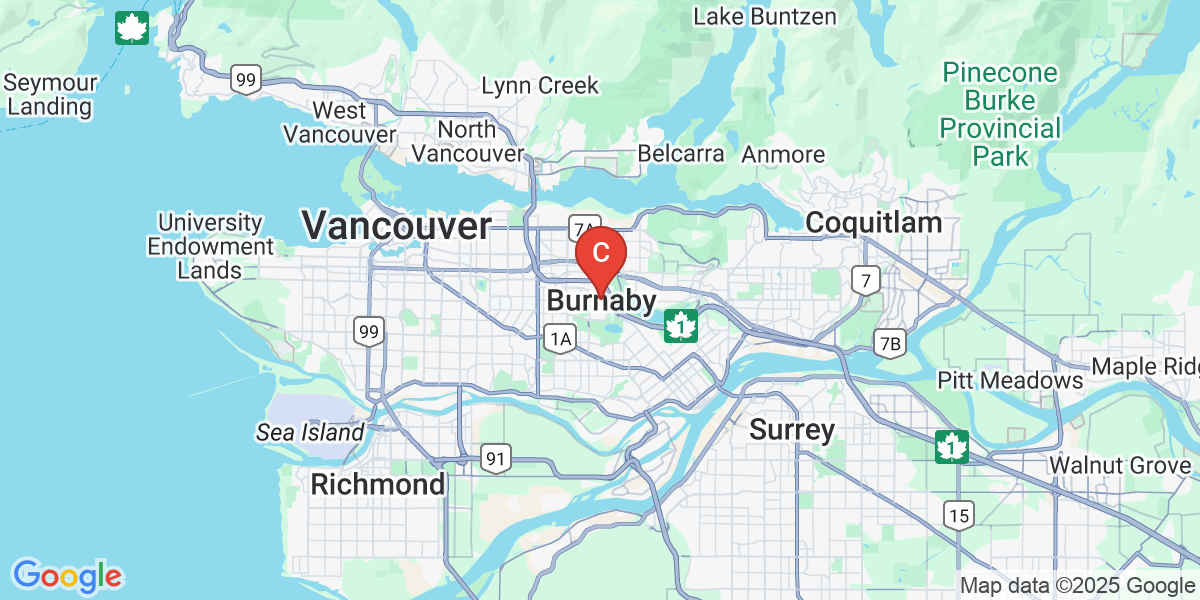 Lake Buntzen
Seymour
Landing
99
Lynn Creek
Pinecone
Burke
Provincial
Park
West
Vancouver
North
Vancouver
Belcarra
Anmore
University
Endowment
Lands
Vancouver
7A
Coquitlam
C
7
Burnaby
1
99
1A
7B
Pitt Meadows
Maple Ridg
Sea Island
Surrey
1
91
Walnut Grove
Richmond
15
Google
Map data ©2025 Google